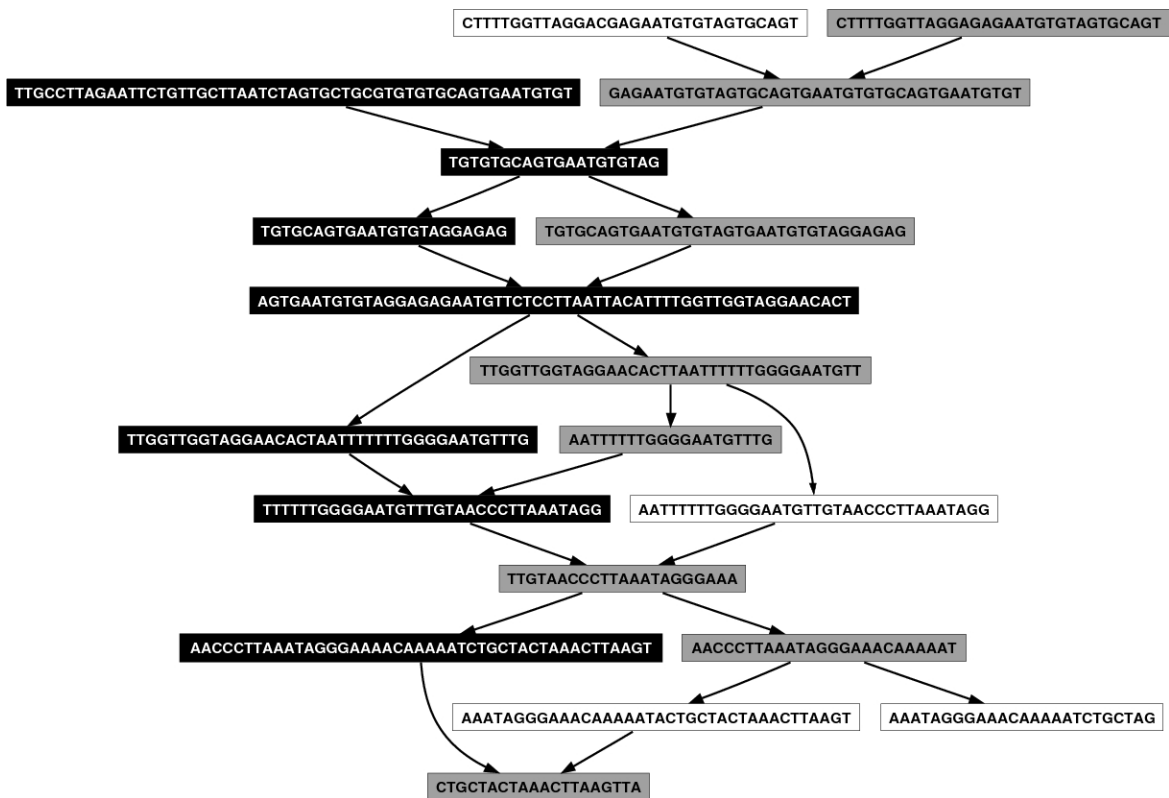 CTTTTGGTTAGGACGAGAATGTGTAGTGCAGT
CTTTTGGTTAGGAGAGAATGTGTAGTGCAGT
TTGCCTTAGAATTCTGTTGCTTAATCTAGTGCTGCGTGTGTGCAGTGAATGTGT
GAGAATGTGTAGTGCAGTGAATGTGTGCAGTGAATGTGT
TGTGTGCAGTGAATGTGTAG
TGTGCAGTGAATGTGTAGGAGAG
TGTGCAGTGAATGTGTAGTGAATGTGTAGGAGAG
AGTGAATGTGTAGGAGAGAATGTTCTCCTTAATTACATTTTGGTTGGTAGGAACACT
TTGGTTGGTAGGAACACTTAATTTTTTGGGGAATGTT
TTGGTTGGTAGGAACACTAATTTTTTTGGGGAATGTTTG
AATTTTTTGGGGAATGTTTG
TTTTTTGGGGAATGTTTGTAACCCTTAAATAGG
AATTTTTTGGGGAATGTTGTAACCCTTAAATAGG
TTGTAACCCTTAAATAGGGAAA
AACCCTTAAATAGGGAAAACAAAAATCTGCTACTAAACTTAAGT
AACCCTTAAATAGGGAAACAAAAAT
AAATAGGGAAACAAAAATACTGCTACTAAACTTAAGT
AAATAGGGAAACAAAAATCTGCTAG
CTGCTACTAAACTTAAGTTA